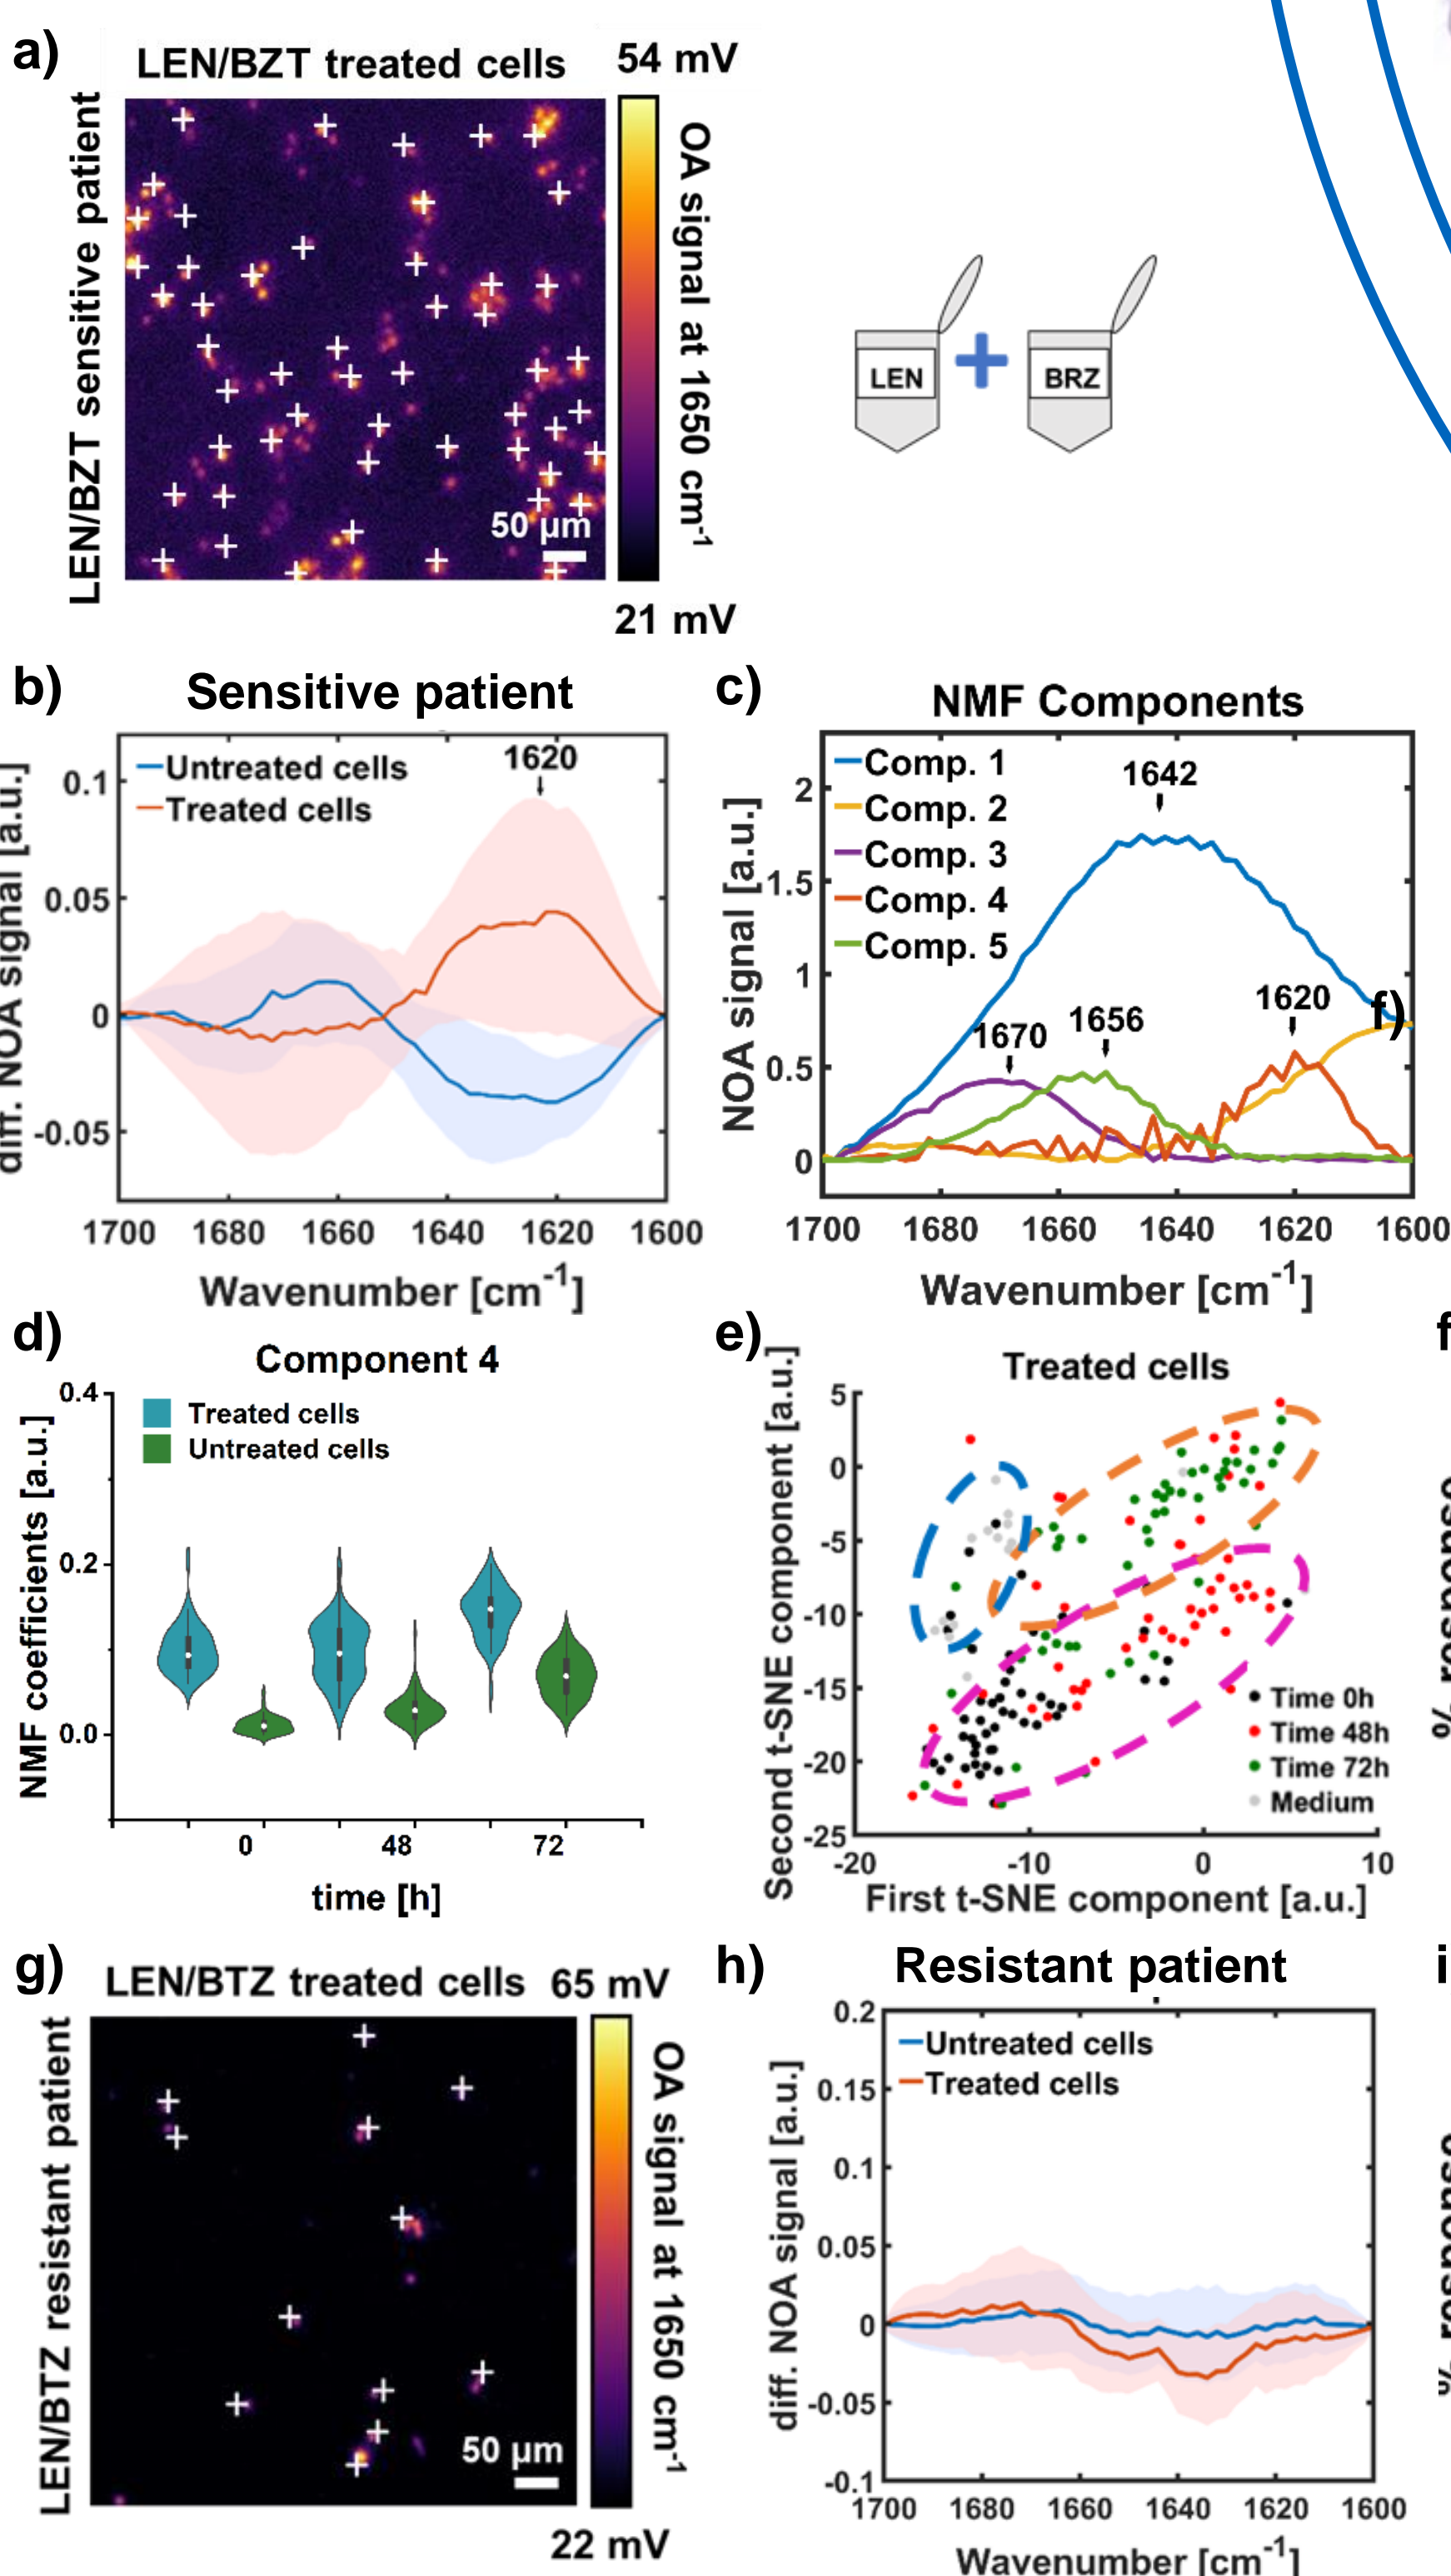 a)
LEN/BZT treated cells
54 mV
LEN/BZT sensitive patient
OA signal at 1650 cm-1
50 µm
21 mV
LEN
BRZ
b)
Sensitive patient
Untreated cells
Treated cells
1620
diff. NOA signal [a.u.]
0.1
0.05
0
-0.05
1700 1680 1660 1640 1620 1600
Wavenumber [cm-1]
c)
NMF Components
Comp. 1
Comp. 2
Comp. 3
Comp. 4
Comp. 5
1642
1670
1656
1620
f)
NOA signal [a.u.]
2
1.5
1
0.5
0
1700 1680 1660 1640 1620 1600
Wavenumber [cm-1]
d)
Component 4
Treated cells
Untreated cells
NMF coefficients [a.u.]
0.4
0.2
0.0
0 48 72
time [h]
e)
Treated cells
Second t-SNE component [a.u.]
5
0
-5
-10
-15
-20
-25
Time 0h
Time 48h
Time 72h
Medium
-20 -10 0 10
First t-SNE component [a.u.]
f
%
g)
LEN/BTZ treated cells
65 mV
LEN/BTZ resistant patient
OA signal at 1650 cm-1
50 µm
22 mV
h)
Resistant patient
Untreated cells
Treated cells
diff. NOA signal [a.u.]
0.2
0.15
0.1
0.05
0
-0.05
-0.1
1700 1680 1660 1640 1620 1600
Wavenumber [cm-1]
i
%